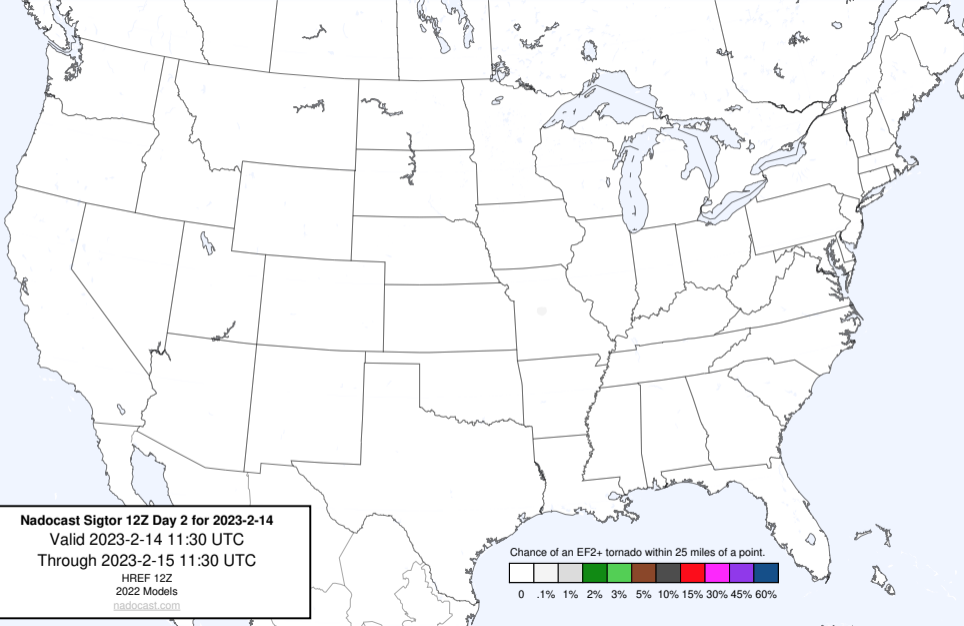 Nadocast Sigtor 12Z Day 2 for 2023-2-14
Valid 2023-2-14 11:30 UTC
Through 2023-2-15 11:30 UTC
HREF 12Z
2022 Models
nadocast.com
Chance of an EF2+ tornado within 25 miles of a point.
0 .1% 1% 2% 3% 5% 10% 15% 30% 45% 60%